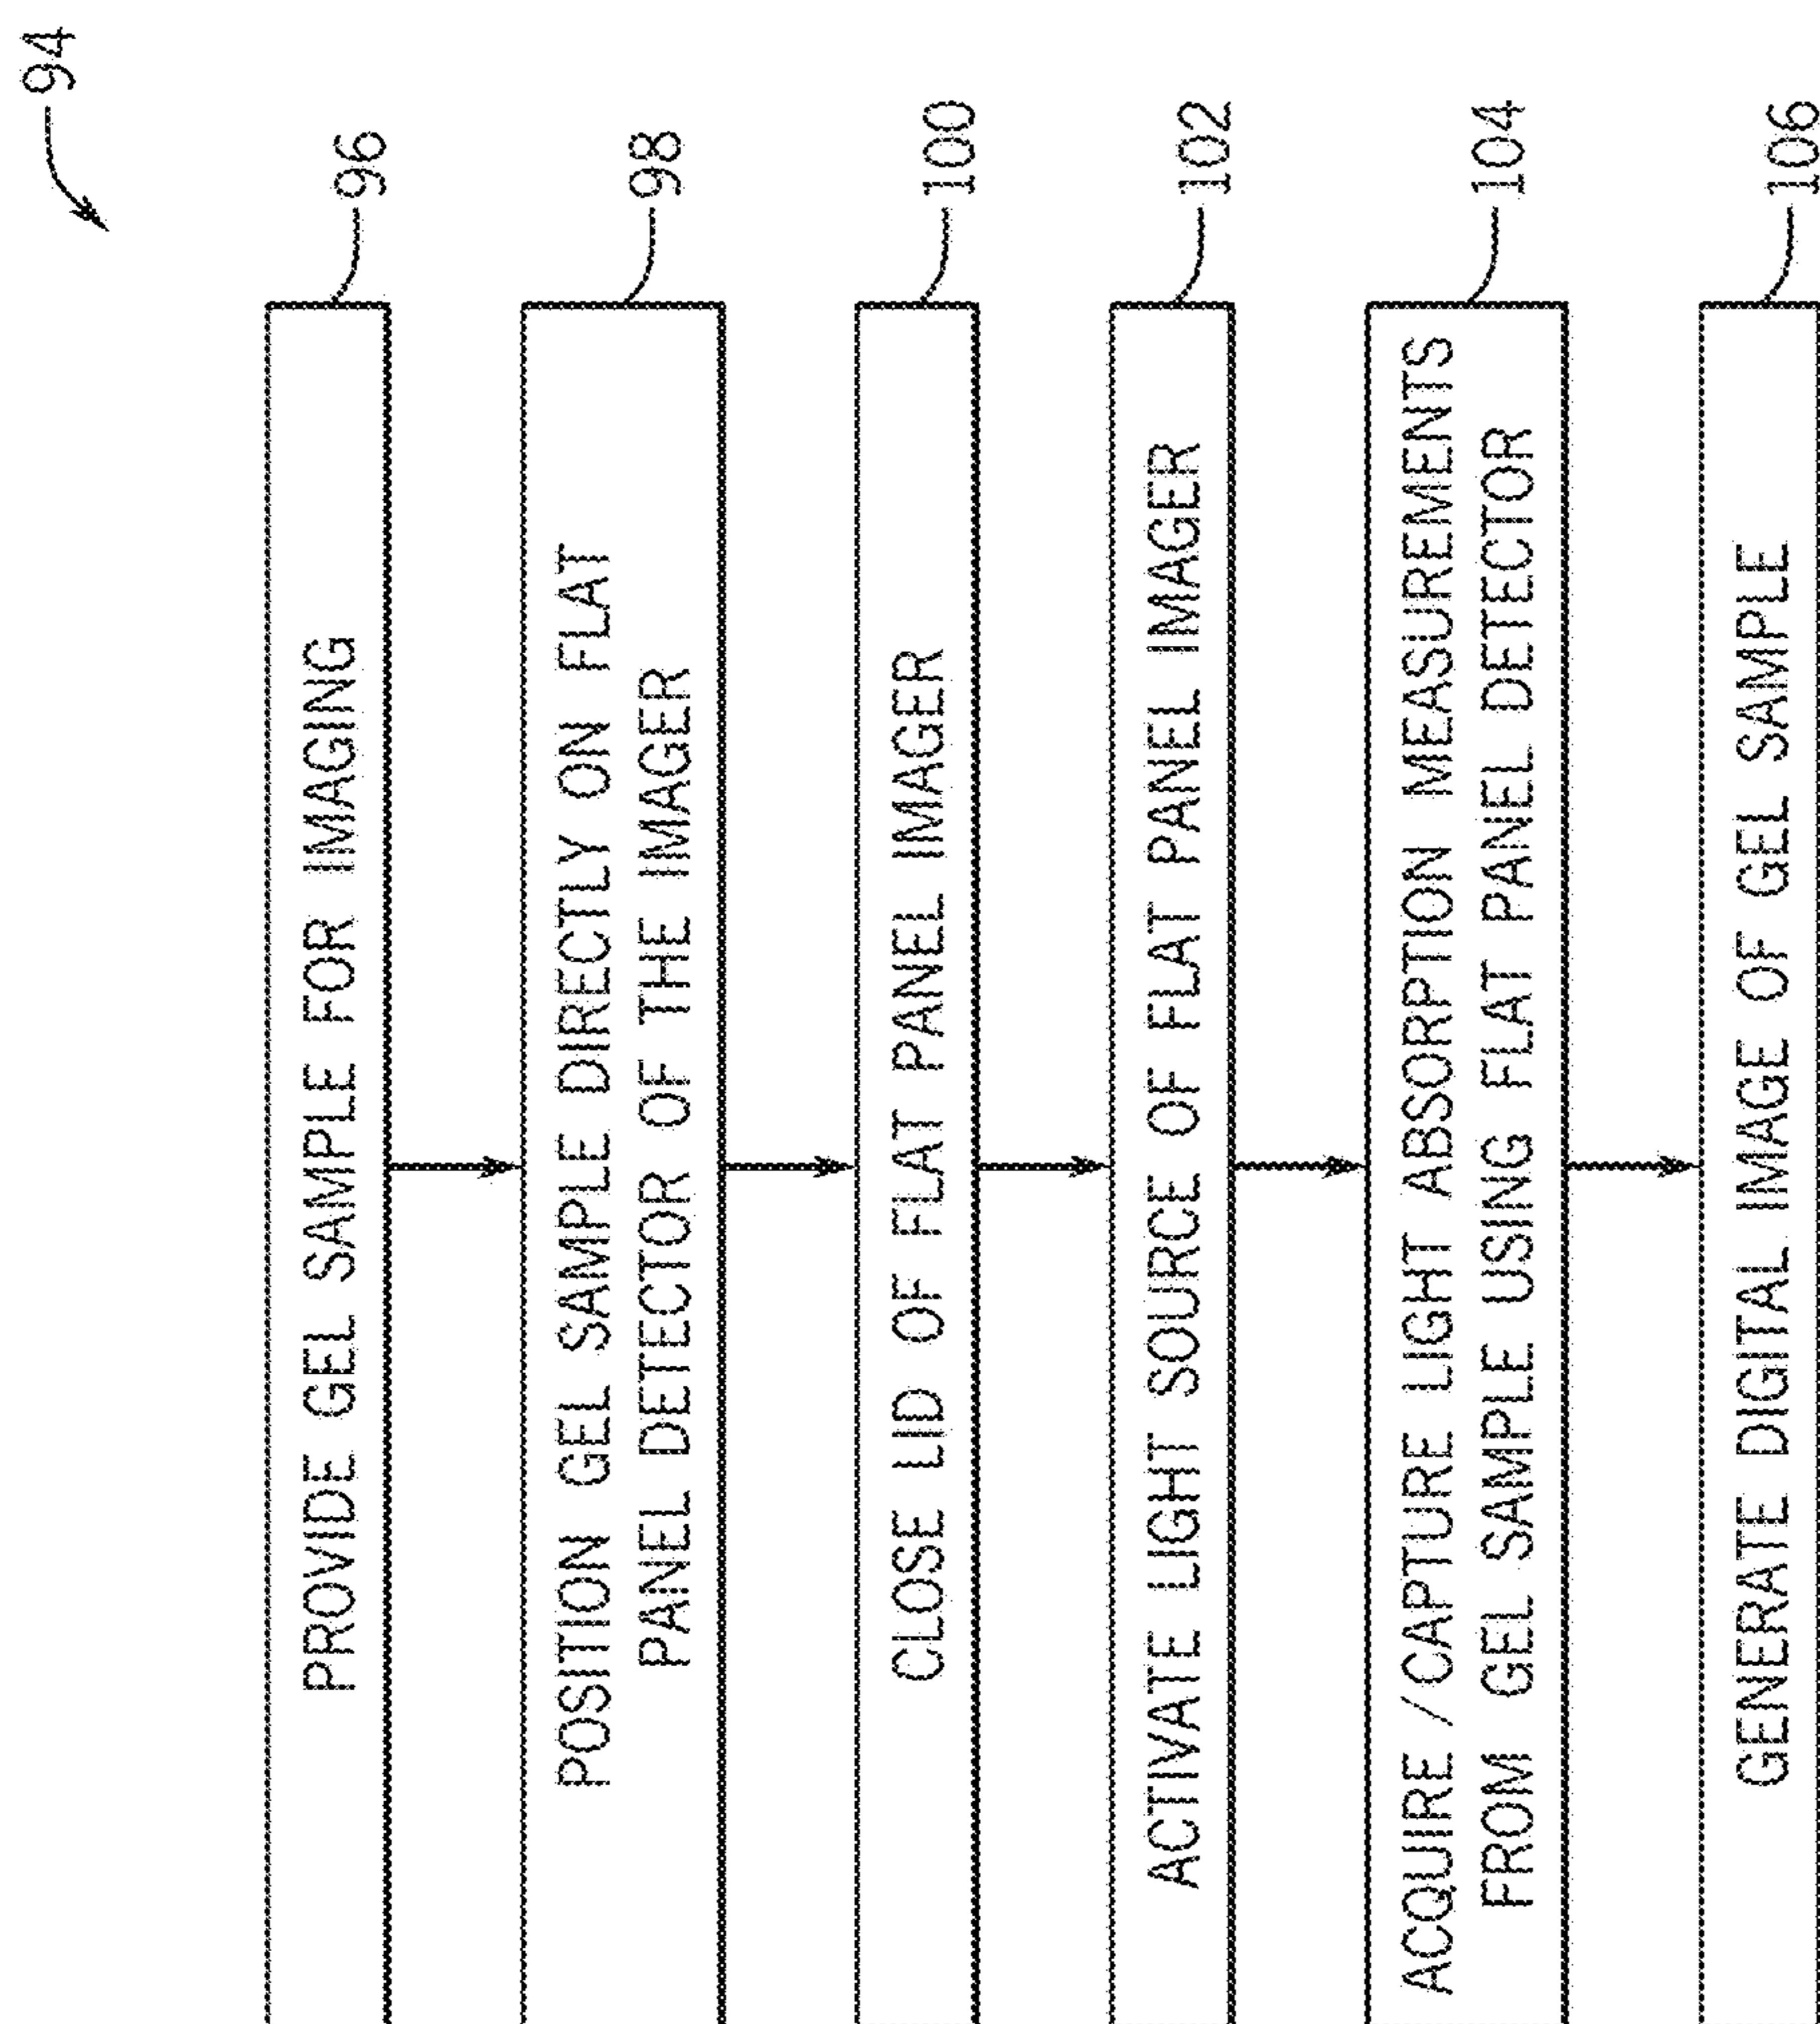 94
PROVIDE GEL SAMPLE FOR IMAGING
96
POSITION GEL SAMPLE DIRECTLY ON FLAT
PANEL DETECTOR OF THE IMAGER
98
CLOSE LID OF FLAT PANEL IMAGER
100
ACTIVATE LIGHT SOURCE OF FLAT PANEL IMAGER
102
ACQUIRE/CAPTURE LIGHT ABSORPTION MEASUREMENTS
FROM GEL SAMPLE USING FLAT PANEL DETECTOR
104
GENERATE DIGITAL IMAGE OF GEL SAMPLE
106